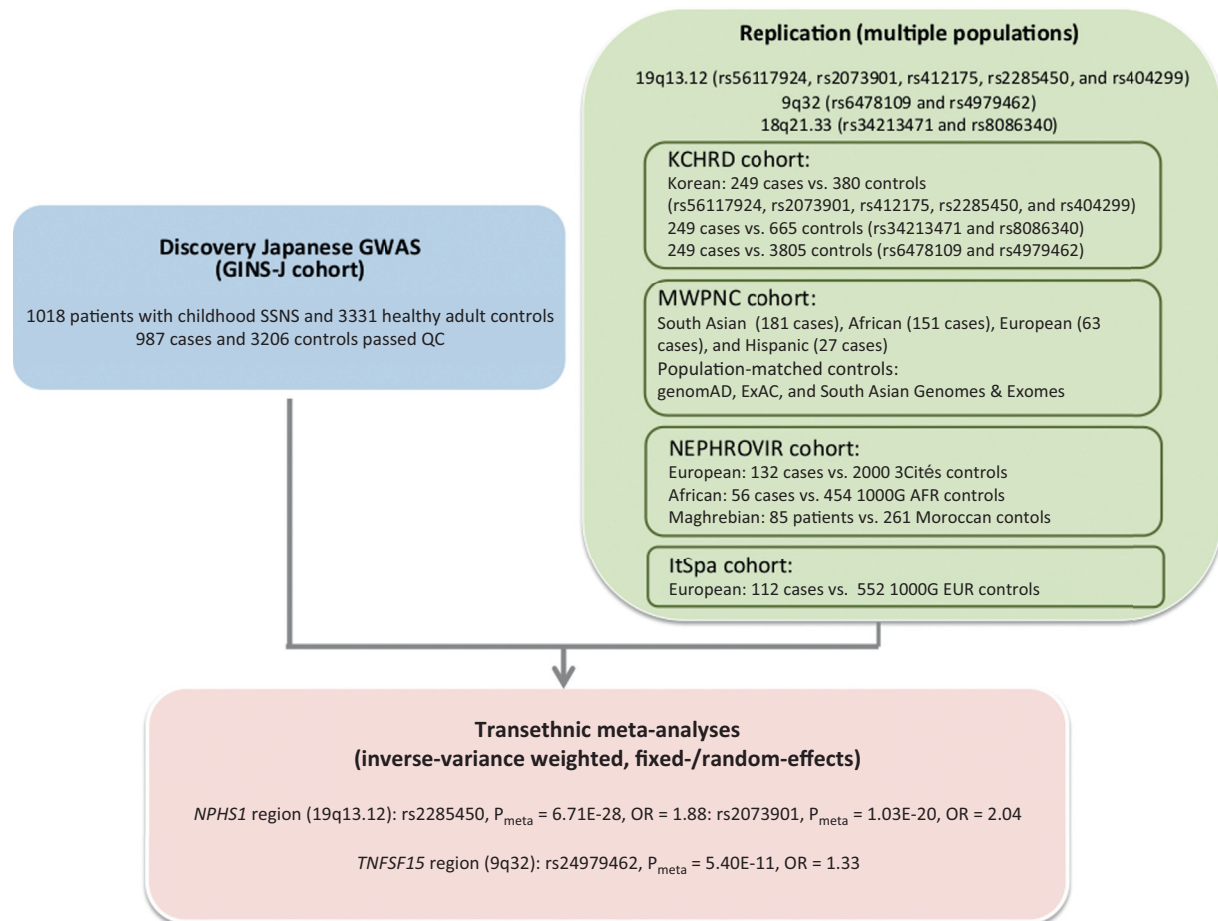 Discovery Japanese GWAS
(GINS-J cohort)
1018 patients with childhood SSNS and 3331 healthy adult controls
987 cases and 3206 controls passed QC
Replication (multiple populations)
19q13.12 (rs56117924, rs2073901, rs412175, rs2285450, and rs404299)
9q32 (rs6478109 and rs4979462)
18q21.33 (rs34213471 and rs8086340)
KCHRD cohort:
Korean: 249 cases vs. 380 controls
(rs56117924, rs2073901, rs412175, rs2285450, and rs404299)
249 cases vs. 665 controls (rs34213471 and rs8086340)
249 cases vs. 3805 controls (rs6478109 and rs4979462)
MWPNC cohort:
South Asian (181 cases), African (151 cases), European (63
cases), and Hispanic (27 cases)
Population-matched controls:
genomAD, ExAC, and South Asian Genomes & Exomes
NEPHROVIR cohort:
European: 132 cases vs. 2000 3Cités controls
African: 56 cases vs. 454 1000G AFR controls
Maghrebian: 85 patients vs. 261 Moroccan contols
ItSpa cohort:
European: 112 cases vs. 552 1000G EUR controls
Transethnic meta-analyses
(inverse-variance weighted, fixed-/random-effects)
NPHS1 region (19q13.12): rs2285450, Pmeta = 6.71E-28, OR = 1.88: rs2073901, Pmeta = 1.03E-20, OR = 2.04
TNFSF15 region (9q32): rs24979462, Pmeta = 5.40E-11, OR = 1.33